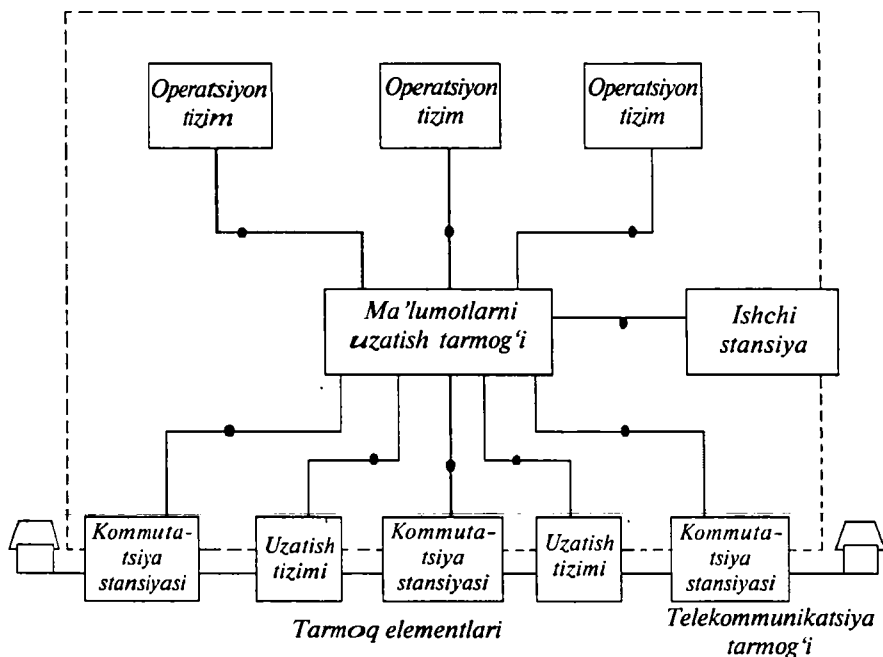 Operatsiyon
tizim
Operatsiyon
tizim
Operatsiyon
tizim
Ma'lumotlarni
uzatish tarmog‘i
Ishchi
stansiya
Kommuta-
tsiya
stansiyasi
Uzatish
tizimi
Kommuta-
tsiya
stansiyasi
Uzatish
tizimi
Kommuta-
tsiya
stansiyasi
Tarmoq elementlari
Telekommunikatsiya
tarmog‘i